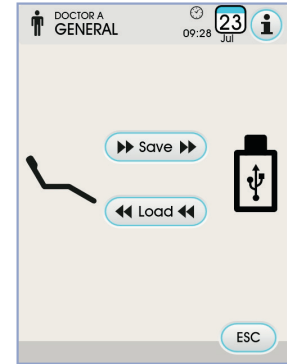 DOCTOR A
GENERAL
09:28
23
Jul
i
Save
Load
ESC